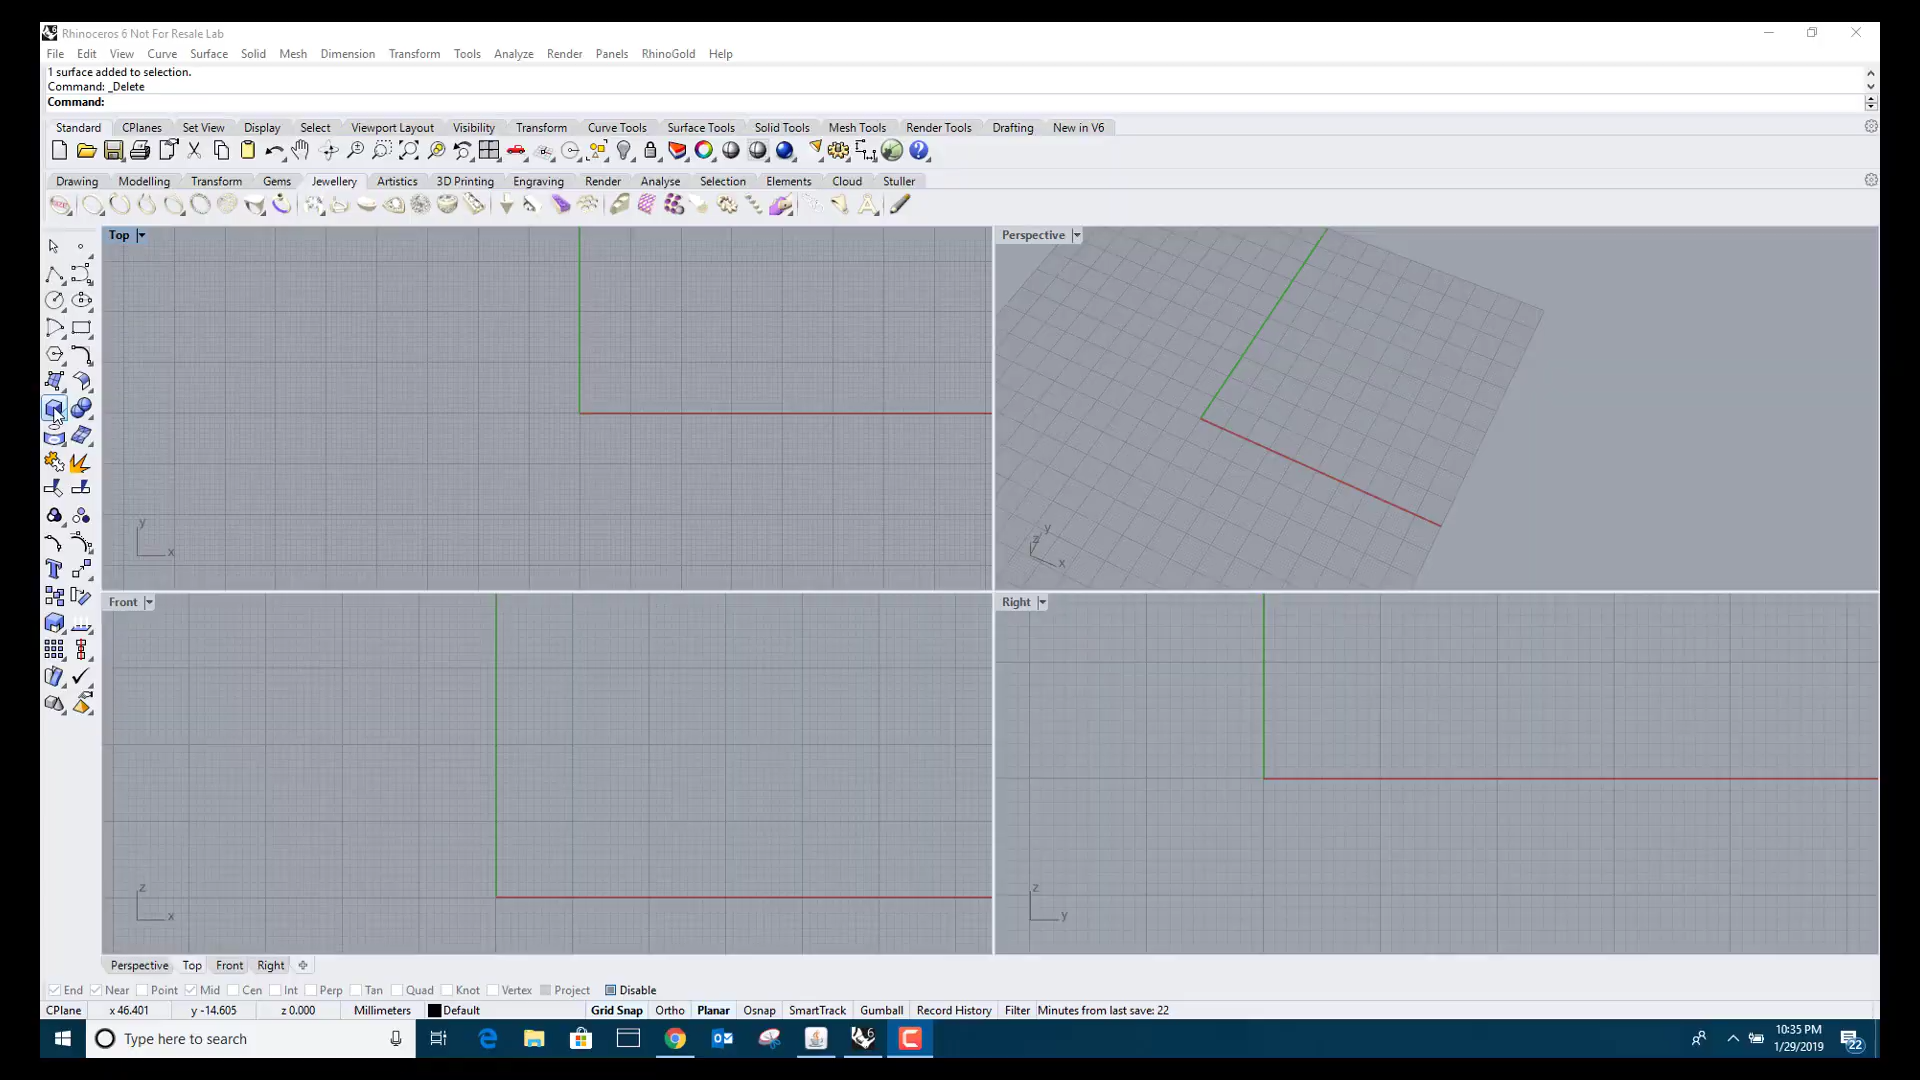 Rhinoceros 6 Not For Resale Lab
File Edit View Curve Surface Solid Mesh Dimension Transform Tools Analyze Render Panels RhinoGold Help
1 surface added to selection.
Command: _Delete
Command:
Standard CPlanes Set View Display Select Viewport Layout Visibility Transform Curve Tools Surface Tools Solid Tools Mesh Tools Render Tools Drafting New in V6
Drawing Modelling Transform Gems Jewellery Artistics 3D Printing Engraving Render Analyse Selection Elements Cloud Stuller
Top Perspective
y
x
y
z
x
Front Right
z
x
z
y
Perspective Top Front Right
End Near Point Mid Cen Int Perp Tan Quad Knot Vertex Project Disable
CPlane x 46.401 y -14.605 z 0.000 Millimeters Default Grid Snap Ortho Planar Osnap SmartTrack Gumball Record History Filter Minutes from last save: 22
Type here to search
10:35 PM
1/29/2019
22